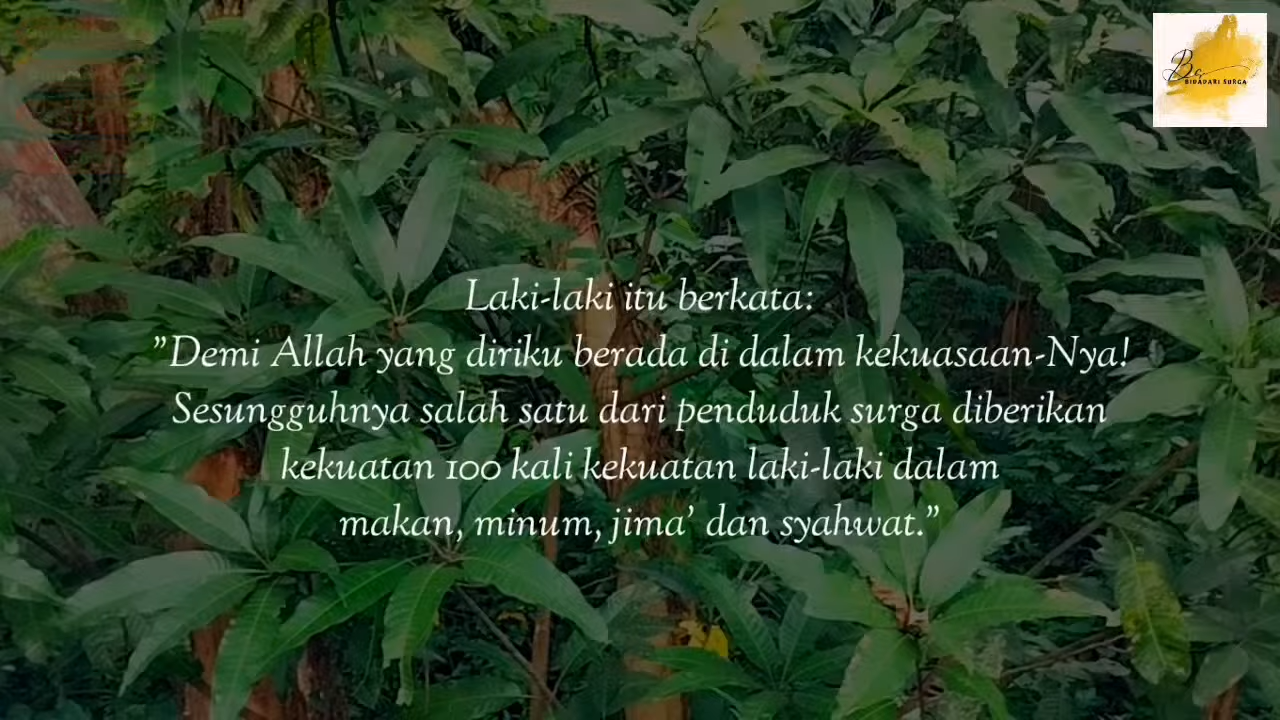 Bs
BIDADARI SURGA
Laki-laki itu berkata:
”Demi Allah yang diriku berada di dalam kekuasaan-Nya!
Sesungguhnya salah satu dari penduduk surga diberikan
kekuatan 100 kali kekuatan laki-laki dalam
makan, minum, jima’ dan syahwat.”